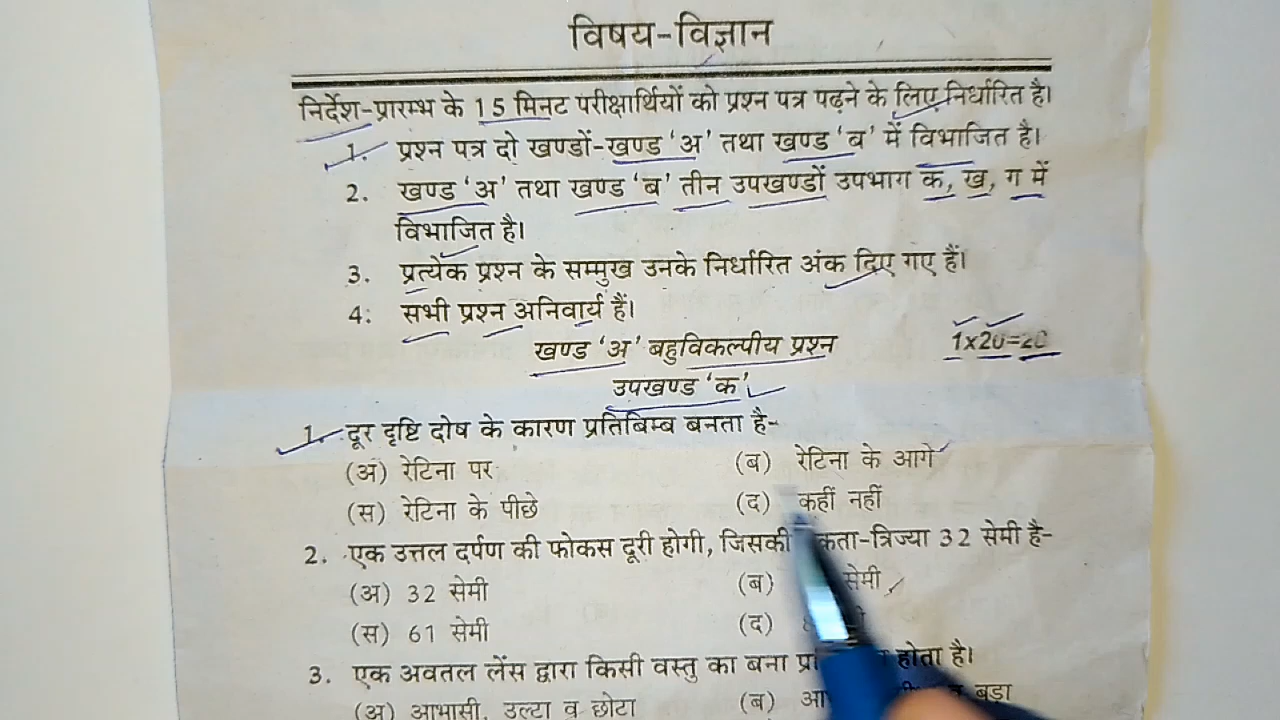 विषय-विज्ञान
निर्देश-प्रारम्भ के 15 मिनट परीक्षार्थियों को प्रश्न पत्र पढ़ने के लिए निर्धारित है।
1. प्रश्न पत्र दो खण्डों-खण्ड 'अ' तथा खण्ड 'ब' में विभाजित है।
2. खण्ड 'अ' तथा खण्ड 'ब' तीन उपखण्डों उपभाग क, ख, ग में
विभाजित है।
3. प्रत्येक प्रश्न के सम्मुख उनके निर्धारित अंक दिए गए हैं।
4: सभी प्रश्न अनिवार्य हैं।
खण्ड 'अ' बहुविकल्पीय प्रश्न 1x20=20
उपखण्ड 'क'
1. दूर दृष्टि दोष के कारण प्रतिबिम्ब बनता है-
(अ) रेटिना पर (ब) रेटिना के आगे
(स) रेटिना के पीछे (द) कहीं नहीं
2. एक उत्तल दर्पण की फोकस दूरी होगी, जिसकी त्रिज्या 32 सेमी है-
(अ) 32 सेमी (ब) सेमी
(स) 61 सेमी (द)
3. एक अवतल लेंस द्वारा किसी वस्तु का बना होता है।
(अ) आभासी, उल्टा व छोटा (ब) बड़ा